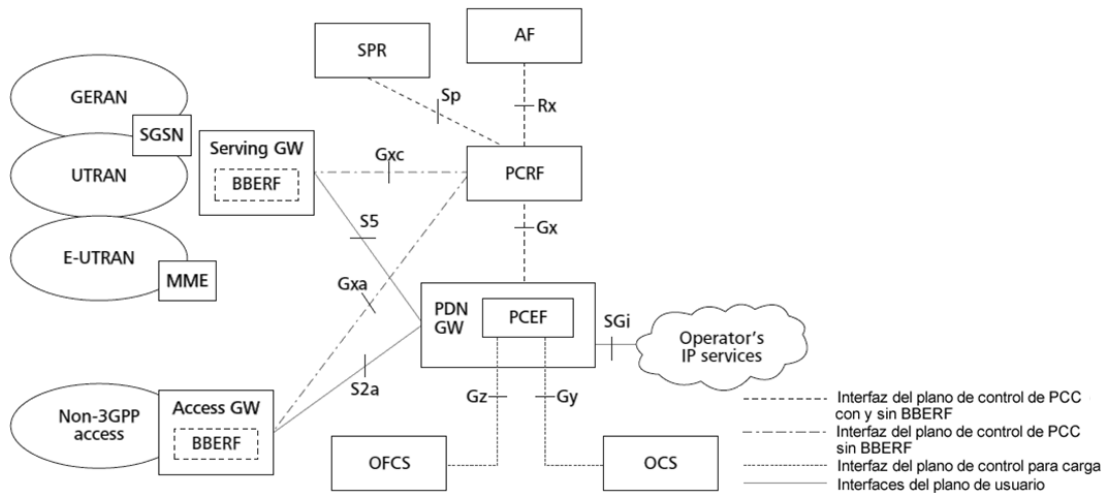 SPR
AF
GERAN
Sp
Rx
SGSN
Serving GW
BBERF
Gxc
PCRF
UTRAN
S5
Gx
E-UTRAN
MME
Gxa
PDN
GW
PCEF
SGi
Operator's
IP services
S2a
Gz
Gy
Non-3GPP
access
Access GW
BBERF
OFCS
OCS
Interfaz del plano de control de PCC
con y sin BBERF
Interfaz del plano de control de PCC
sin BBERF
Interfaz del plano de control para carga
Interfaces del plano de usuario